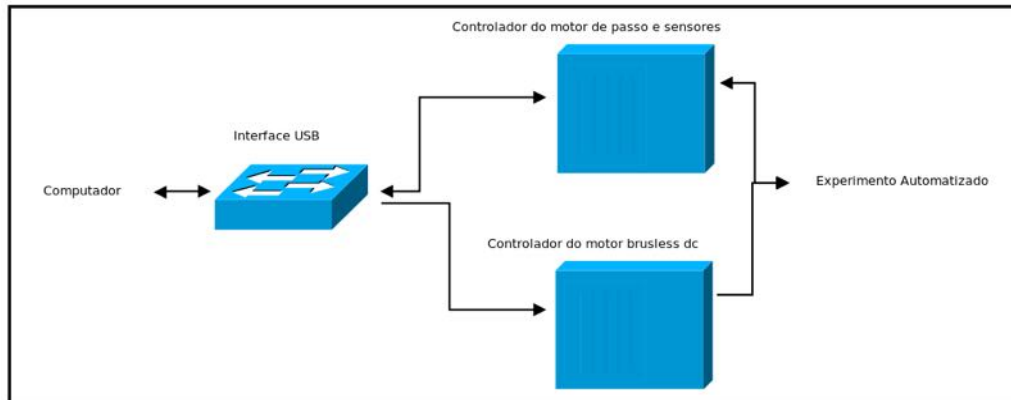 Controlador do motor de passo e sensores
Interface USB
Computador
Experimento Automatizado
Controlador do motor brusless dc